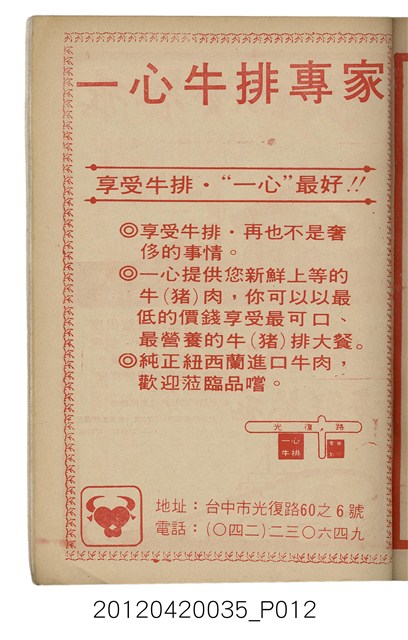 一心牛排專家
享受牛排・“一心”最好!!
◎享受牛排・再也不是奢
侈的事情。
◎一心提供您新鮮上等的
牛(豬)肉，你可以以最
低的價錢享受最可口、
最營養的牛(豬)排大餐。
◎純正紐西蘭進口牛肉，
歡迎蒞臨品嚐。
光復路
一心
牛排
地址：台中市光復路60之6號
電話：(〇四二)二三〇六四九
20120420035_P012